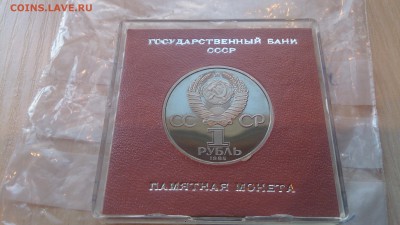 COINS.LAVE.RU
ГОСУДАРСТВЕННЫЙ БАНК
СССР
СС СР
1
РУБЛЬ
ПАМЯТНАЯ МОНЕТА